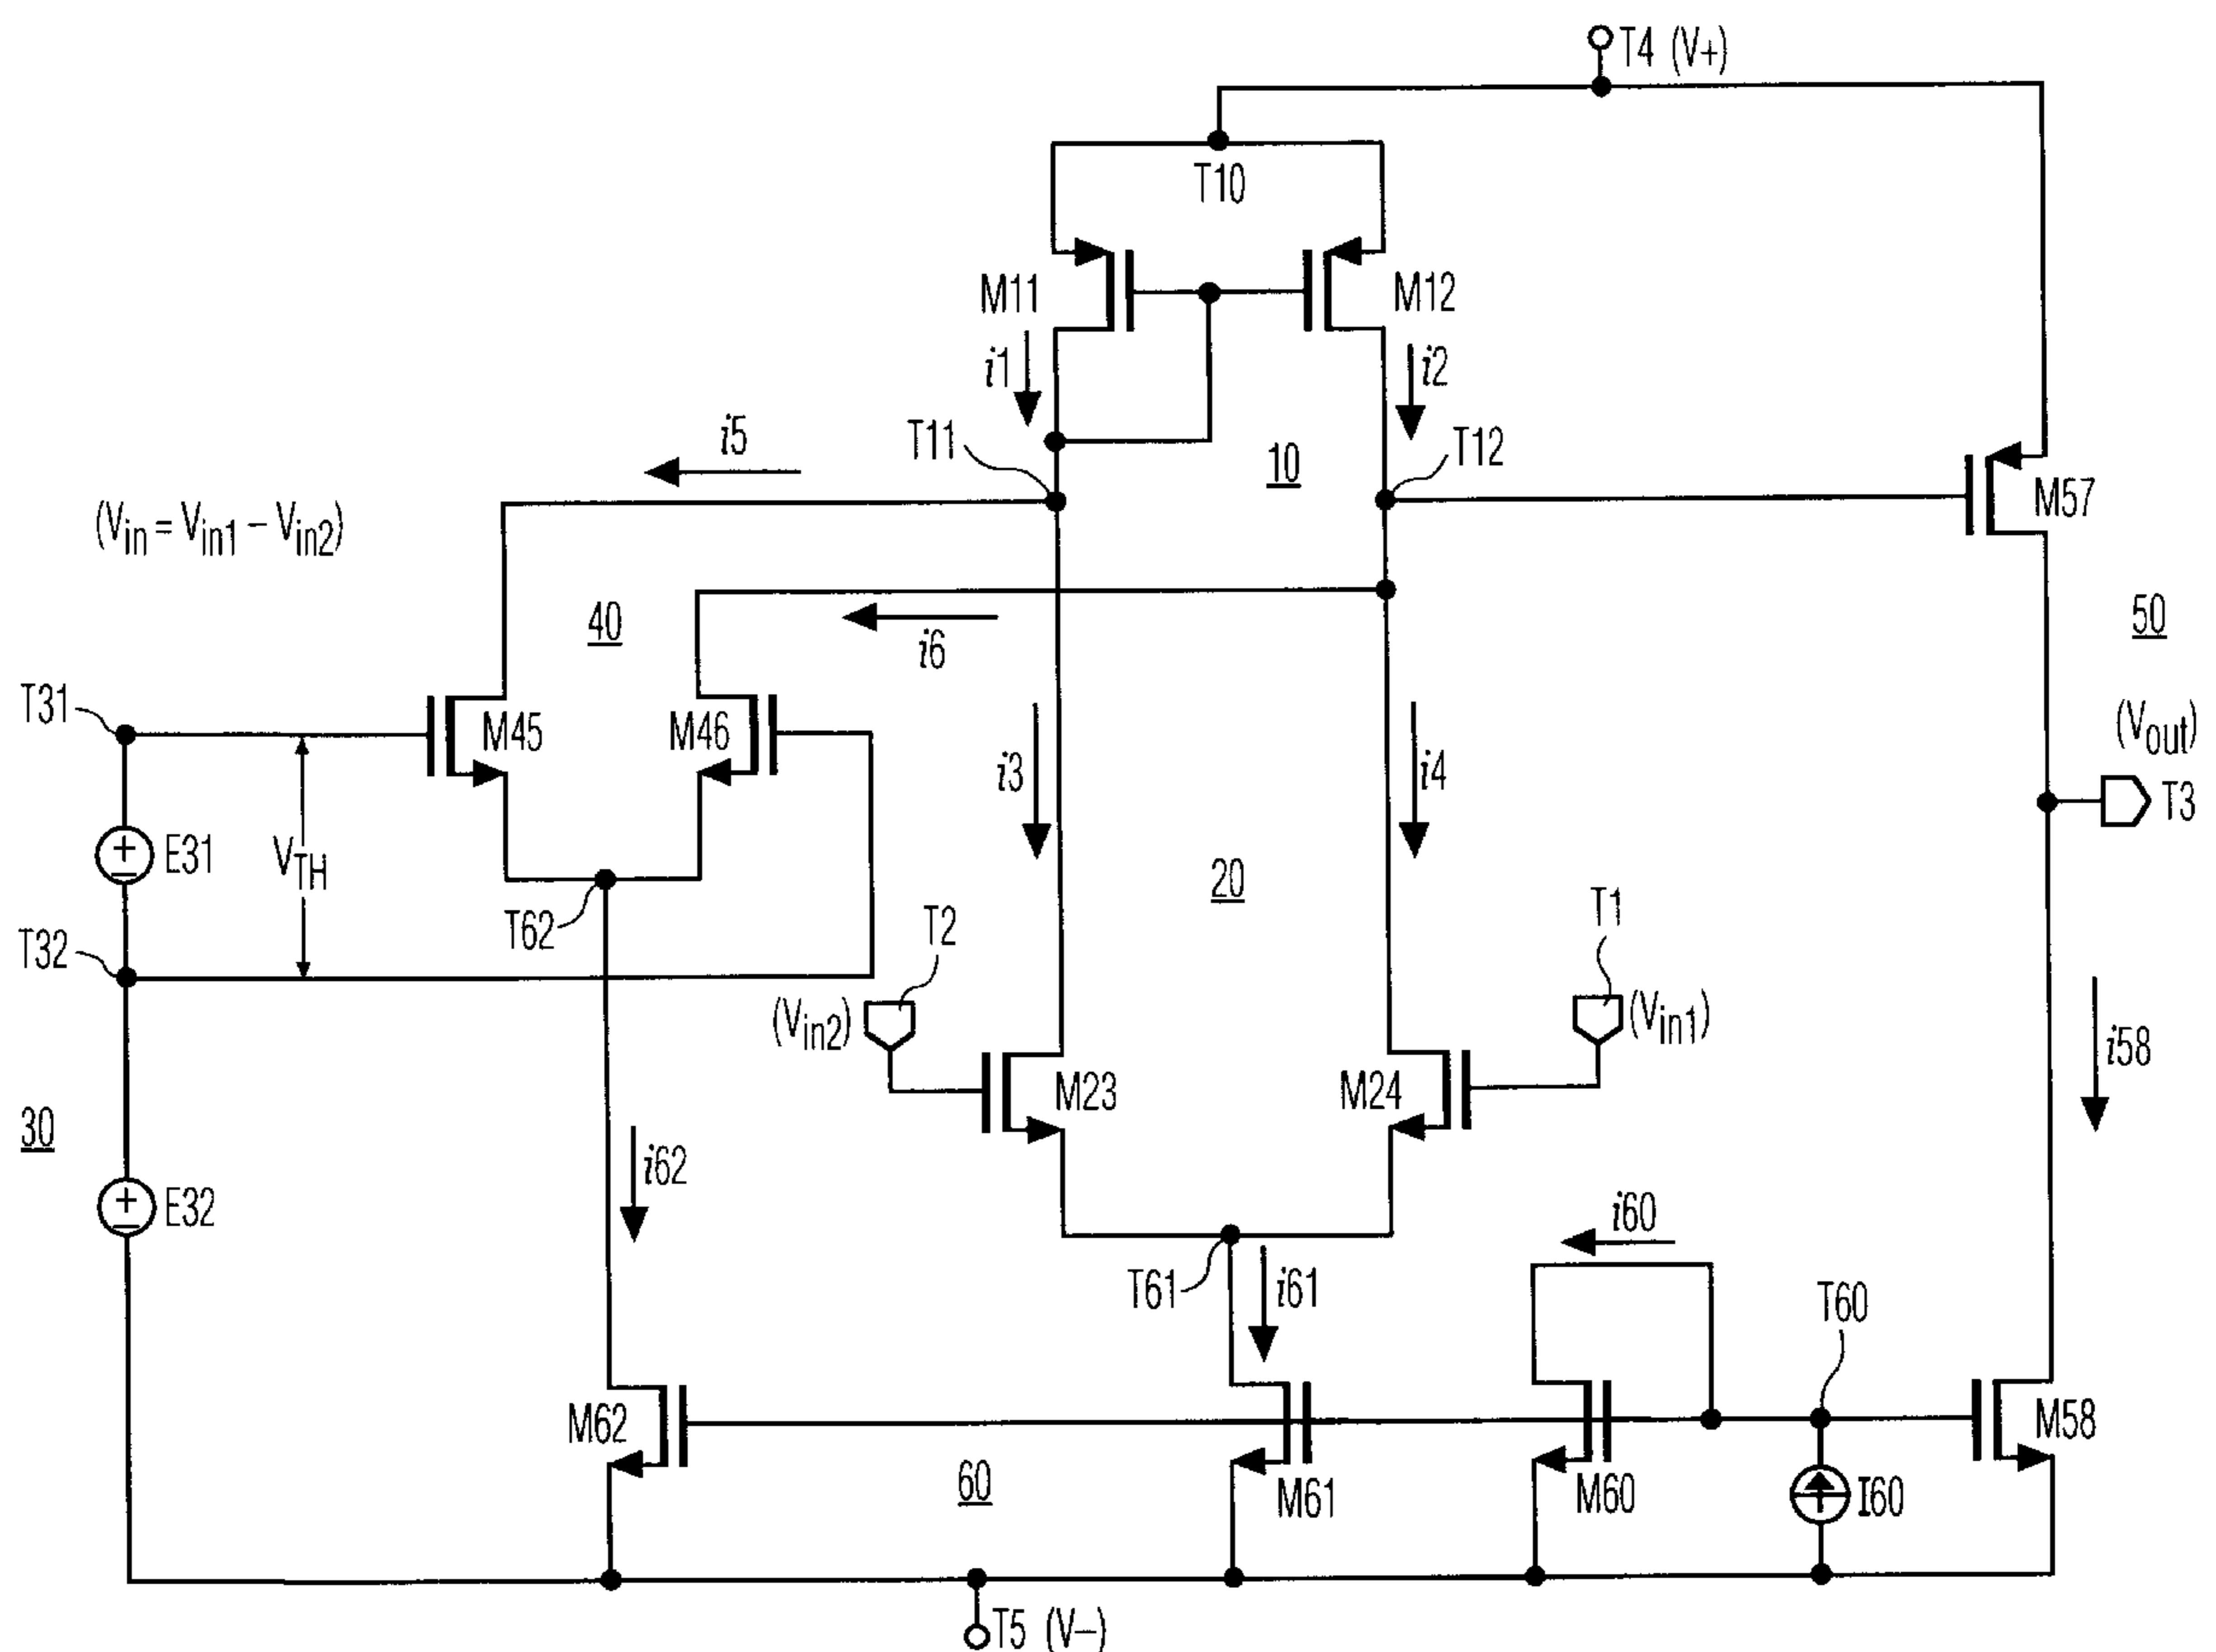 T4 (V+)
T10
M11
M12
i1
i2
i5
T11
10
T12
M57
(Vin = Vin1 – Vin2)
40
i6
50
T31
M45
M46
(Vout)
i3
i4
T3
E31
VTH
20
T62
T2
T1
T32
(Vin2)
(Vin1)
i58
M23
M24
30
i62
E32
i60
T61
i61
T60
M62
M58
60
M61
M60
I60
T5 (V–)